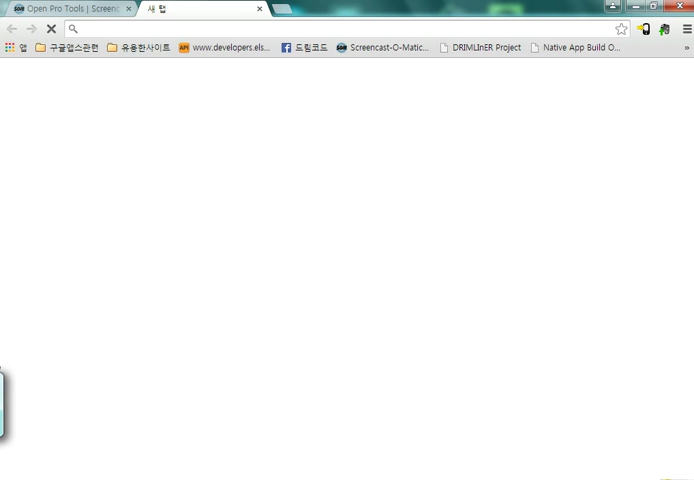 Open Pro Tools | Screenc
새 탭
앱 구글앱스관련 유용한사이트 API www.developers.els... 드림코드 Screencast-O-Matic... DRIMLInER Project Native App Build O... »